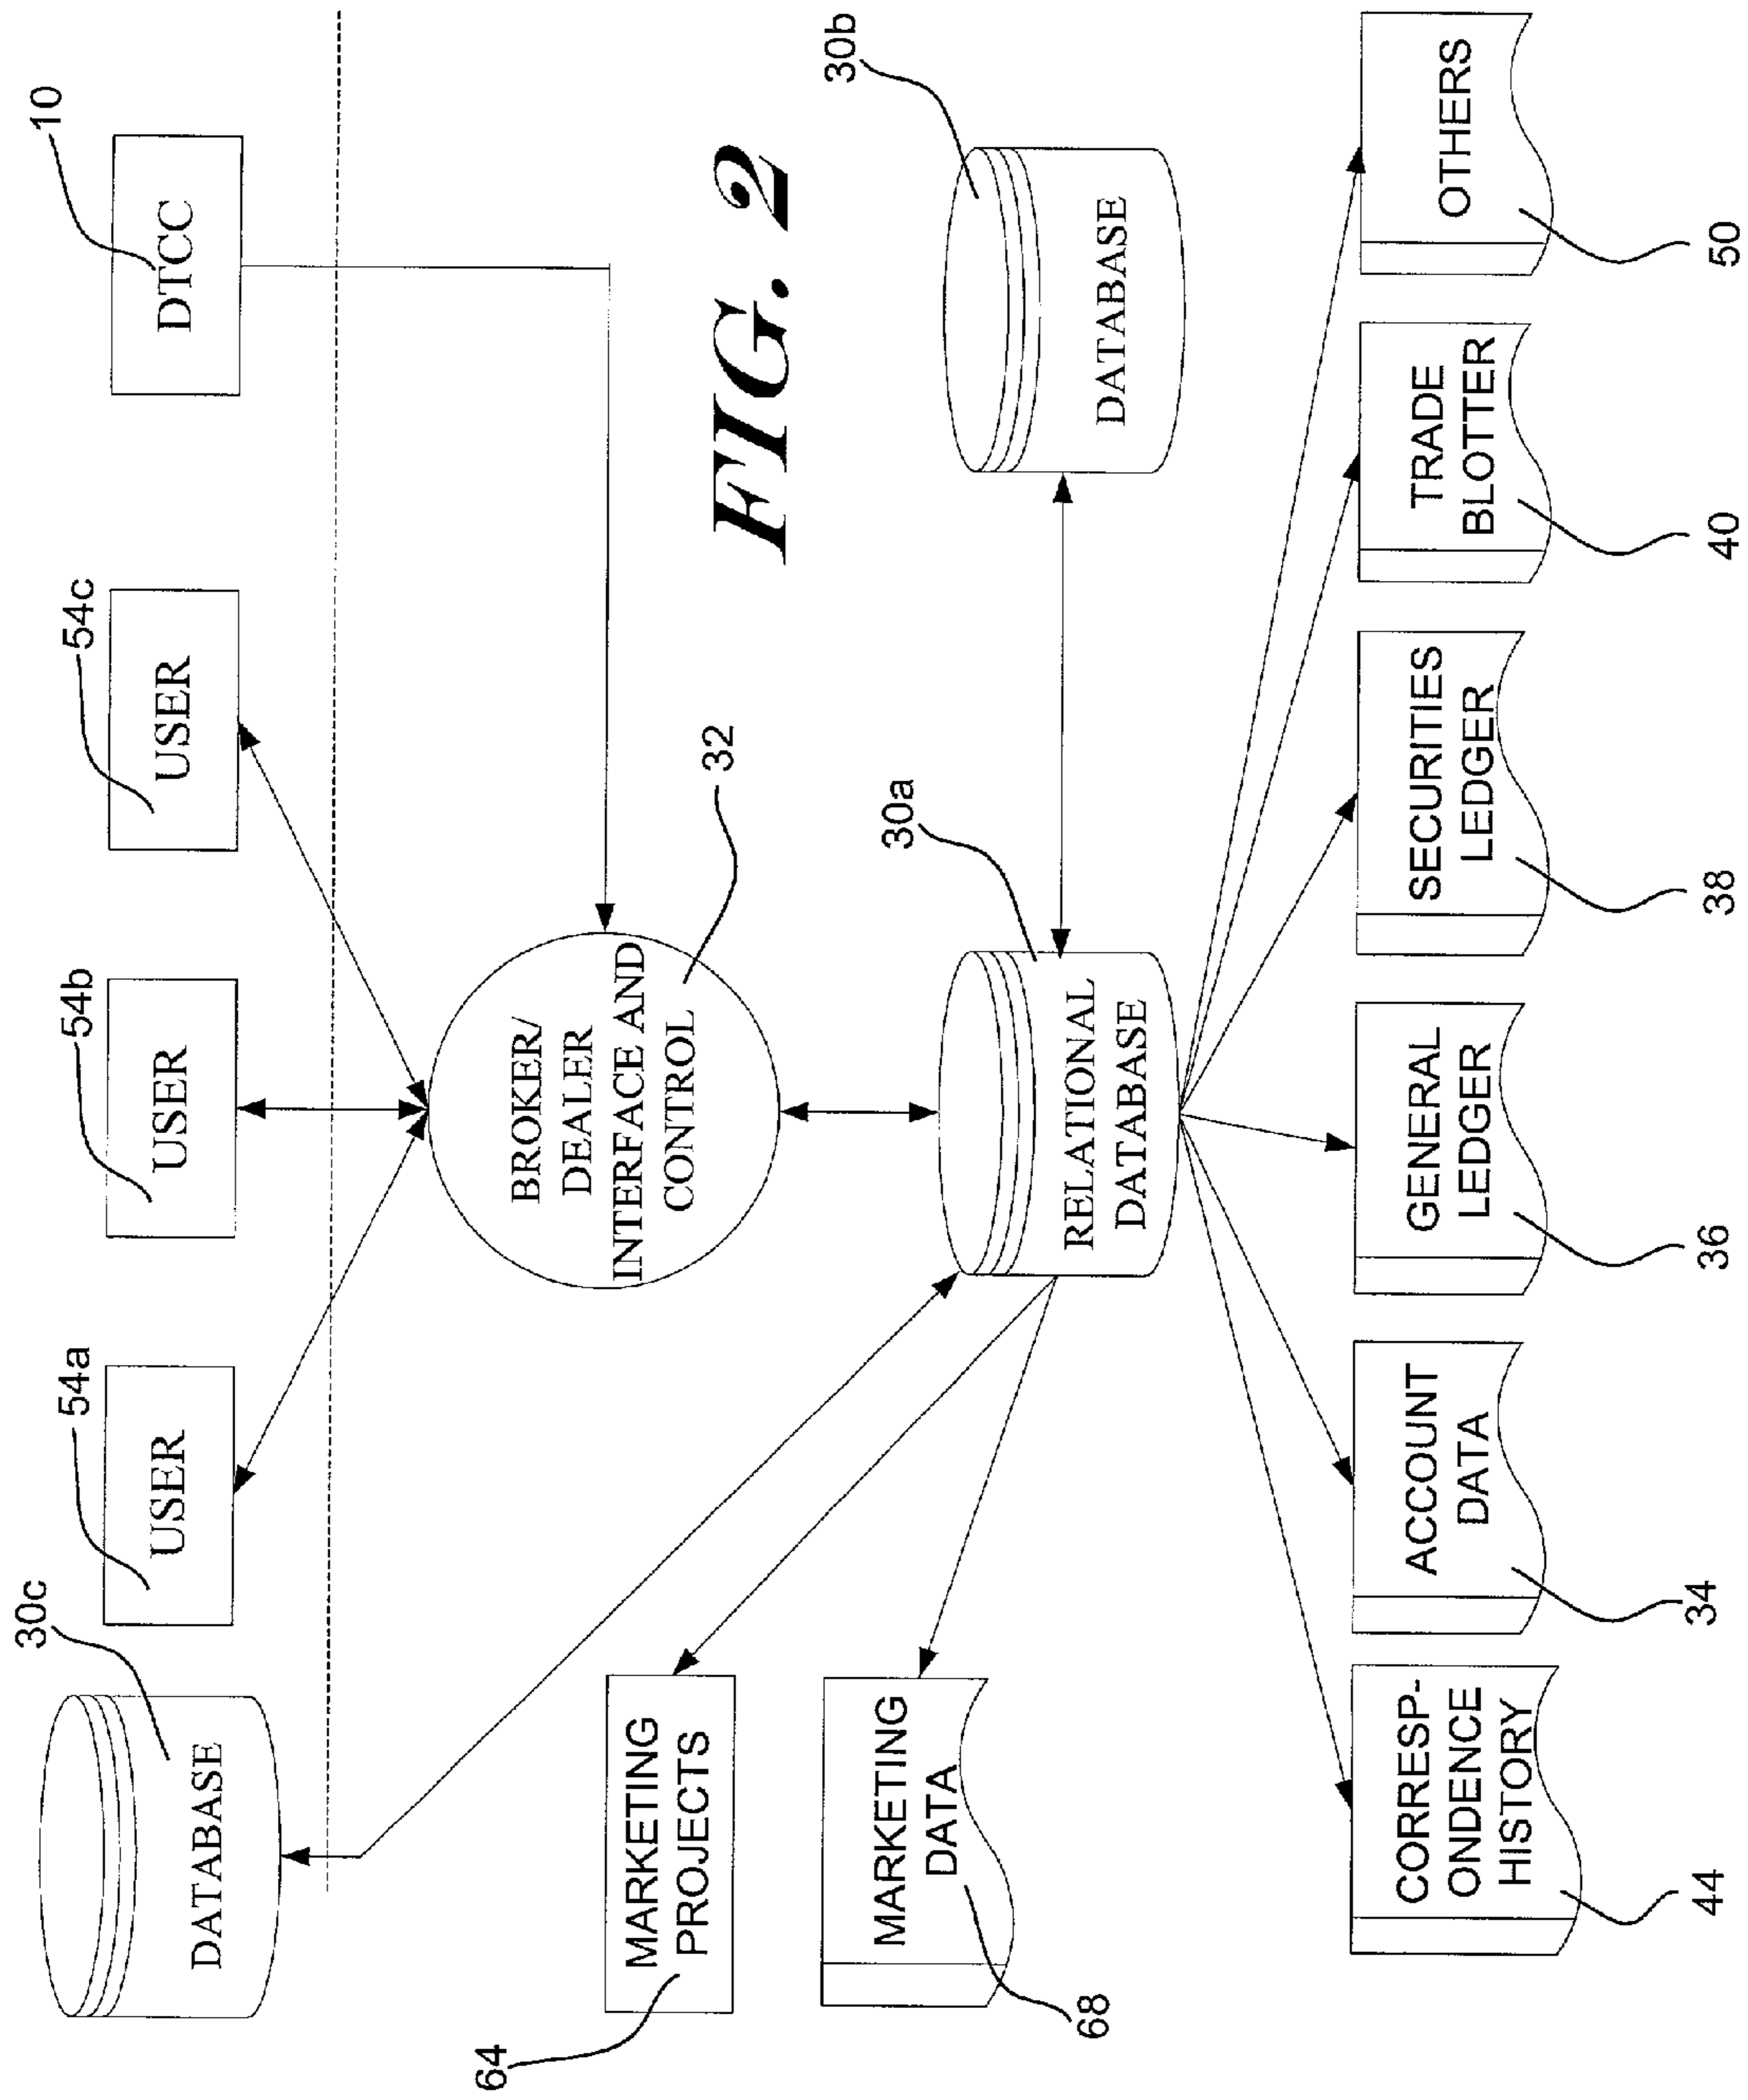 30c
DATABASE
54a
USER
54b
USER
54c
USER
10
DTCC
BROKER/
DEALER
INTERFACE AND
CONTROL
32
FIG. 2
64
MARKETING
PROJECTS
68
MARKETING
DATA
30a
RELATIONAL
DATABASE
30b
DATABASE
CORRESP-
ONDENCE
HISTORY
44
ACCOUNT
DATA
34
GENERAL
LEDGER
36
SECURITIES
LEDGER
38
TRADE
BLOTTER
40
OTHERS
50